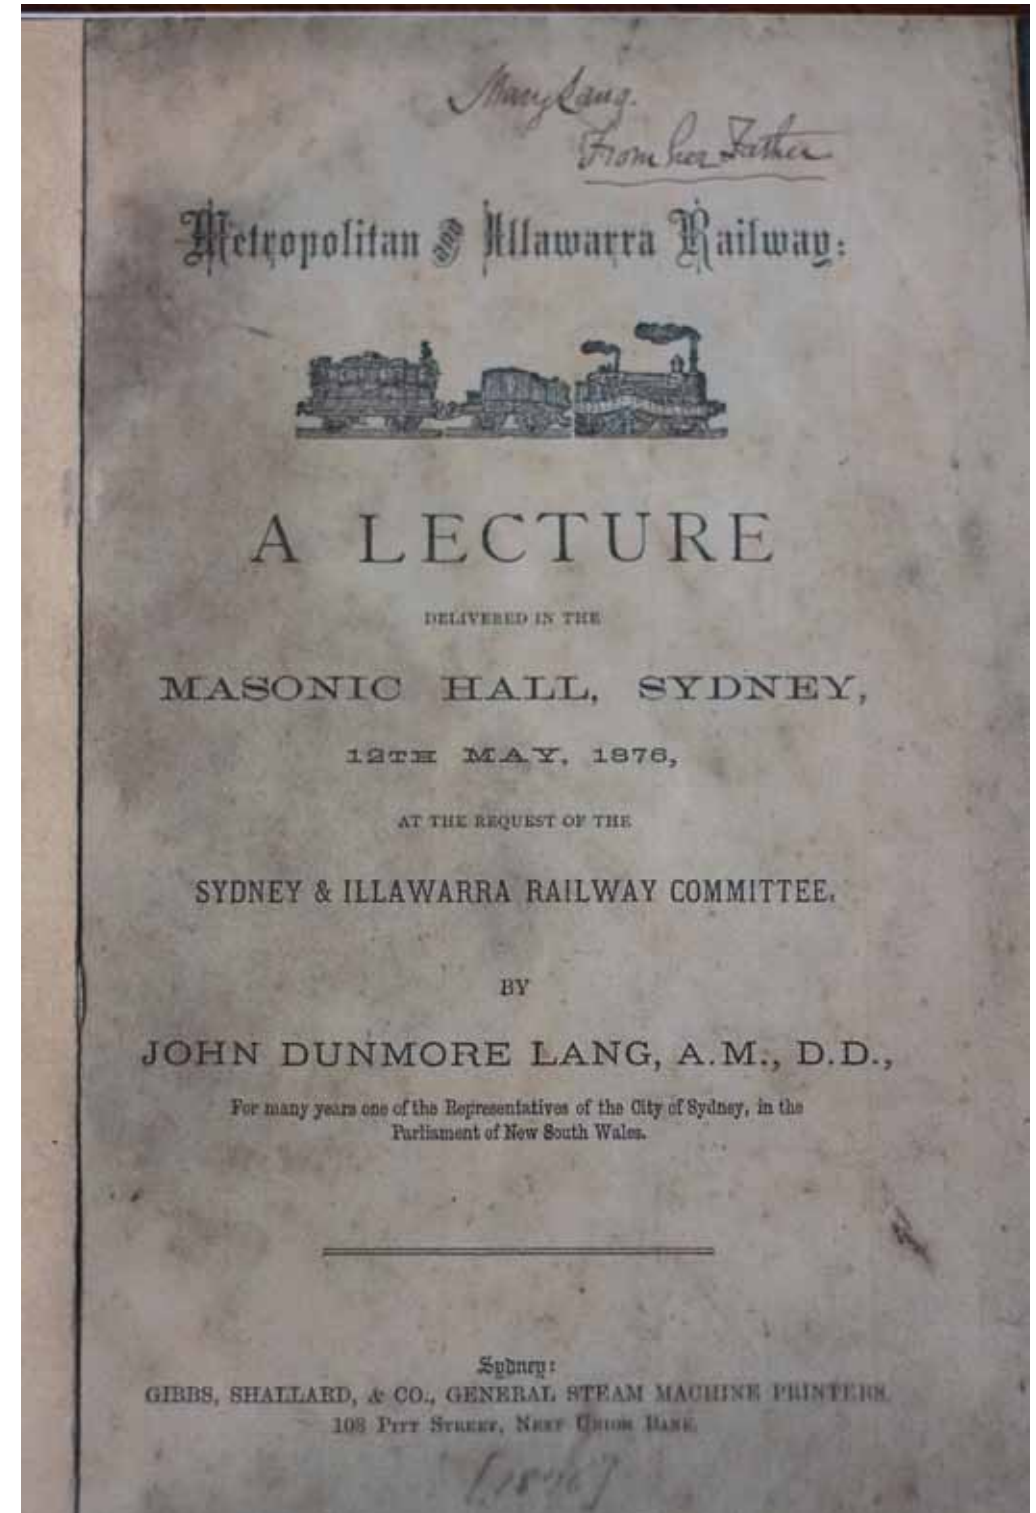 Mary Lang.
From her Father
Metropolitan and Illawarra Railway:
A LECTURE
DELIVERED IN THE
MASONIC HALL, SYDNEY,
12TH MAY, 1876,
AT THE REQUEST OF THE
SYDNEY & ILLAWARRA RAILWAY COMMITTEE.
BY
JOHN DUNMORE LANG, A.M., D.D.,
For many years one of the Representatives of the City of Sydney, in the
Parliament of New South Wales.
Sydney:
GIBBS, SHALLARD, & CO., GENERAL STEAM MACHINE PRINTERS,
108 PITT STREET, NEXT UNION BANK.
[1876]